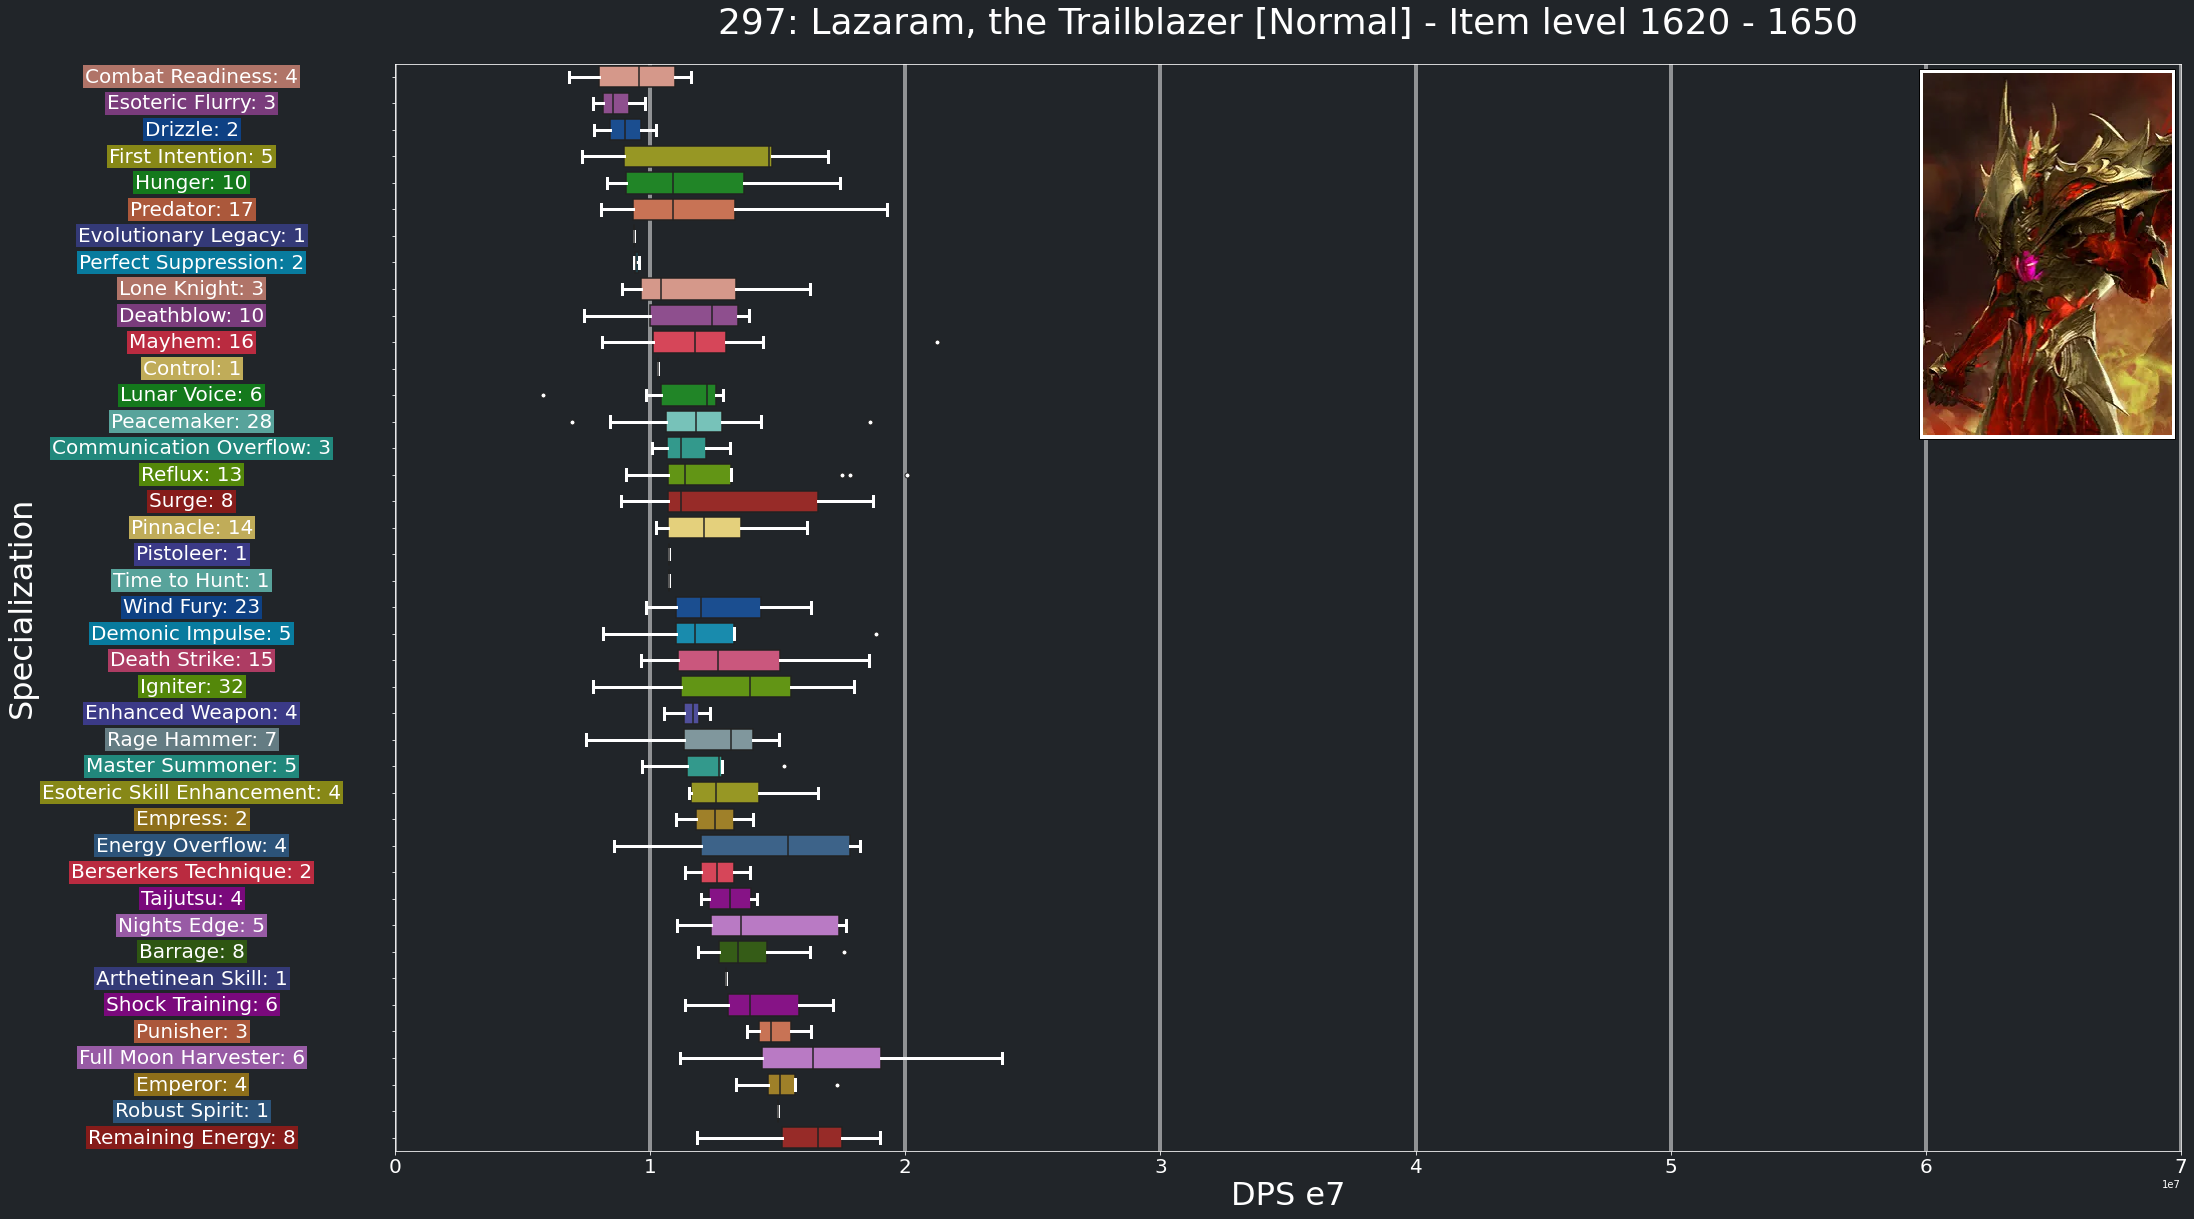 297: Lazaram, the Trailblazer [Normal] - Item level 1620 - 1650
Specialization
Combat Readiness: 4
Esoteric Flurry: 3
Drizzle: 2
First Intention: 5
Hunger: 10
Predator: 17
Evolutionary Legacy: 1
Perfect Suppression: 2
Lone Knight: 3
Deathblow: 10
Mayhem: 16
Control: 1
Lunar Voice: 6
Peacemaker: 28
Communication Overflow: 3
Reflux: 13
Surge: 8
Pinnacle: 14
Pistoleer: 1
Time to Hunt: 1
Wind Fury: 23
Demonic Impulse: 5
Death Strike: 15
Igniter: 32
Enhanced Weapon: 4
Rage Hammer: 7
Master Summoner: 5
Esoteric Skill Enhancement: 4
Empress: 2
Energy Overflow: 4
Berserkers Technique: 2
Taijutsu: 4
Nights Edge: 5
Barrage: 8
Arthetinean Skill: 1
Shock Training: 6
Punisher: 3
Full Moon Harvester: 6
Emperor: 4
Robust Spirit: 1
Remaining Energy: 8
0 1 2 3 4 5 6 7
1e7
DPS e7